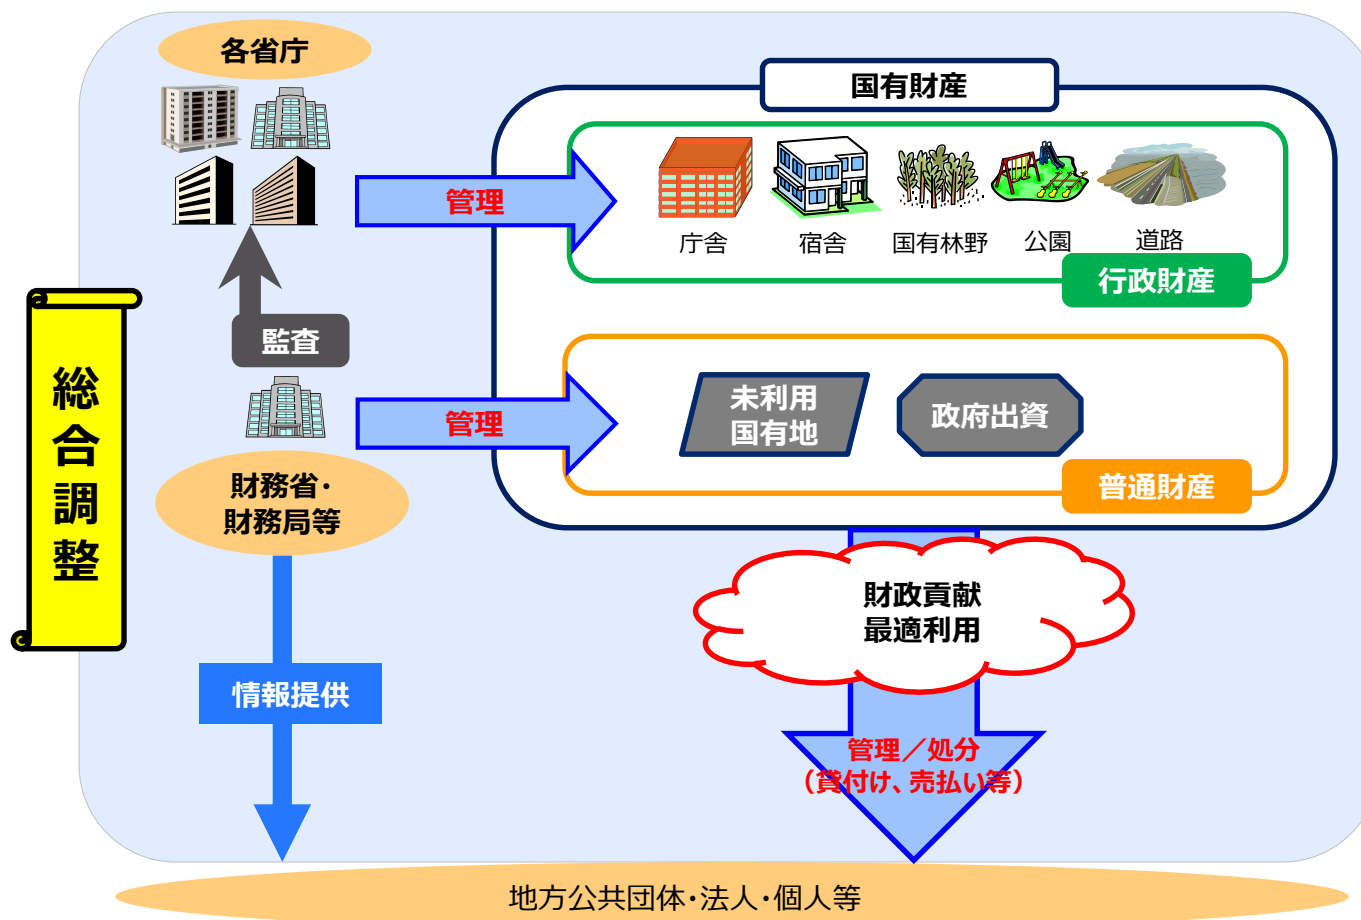 各省庁
国有財産
管理
庁舎
宿舎
国有林野
公園
道路
行政財産
監査
総合調整
管理
未利用
国有地
政府出資
普通財産
財務省・
財務局等
財政貢献
最適利用
情報提供
管理／処分
（貸付け、売払い等）
地方公共団体・法人・個人等